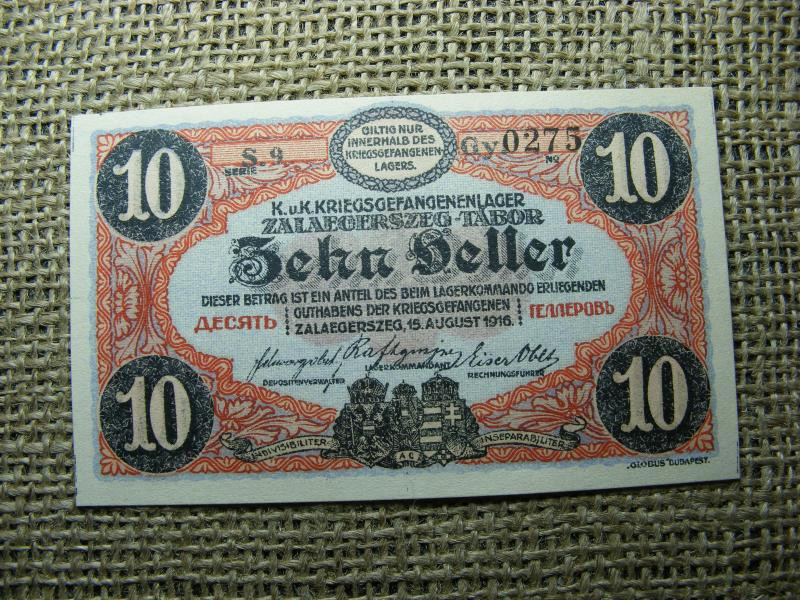 GILTIG NUR
INNERHALB DES
KRIEGSGEFANGENEN-
LAGERS.
S. 9
SERIE
Gy 0275
No
10
10
K.u.K. KRIEGSGEFANGENENLAGER
ZALAEGERSZEG-TÁBOR
Zehn Heller
DIESER BETRAG IST EIN ANTEIL DES BEIM LAGERKOMMANDO ERLIEGENDEN
GUTHABENS DER KRIEGSGEFANGENEN
ДЕСЯТЬ
ГЕЛЛЕРОВЪ
ZALAEGERSZEG, 15. AUGUST 1916.
DEPOSITENVERWALTER
LAGERKOMMANDANT
RECHNUNGSFÜHRER
10
10
INDIVISIBILITER
AC
INSEPARABILITER
„GLOBUS" BUDAPEST.